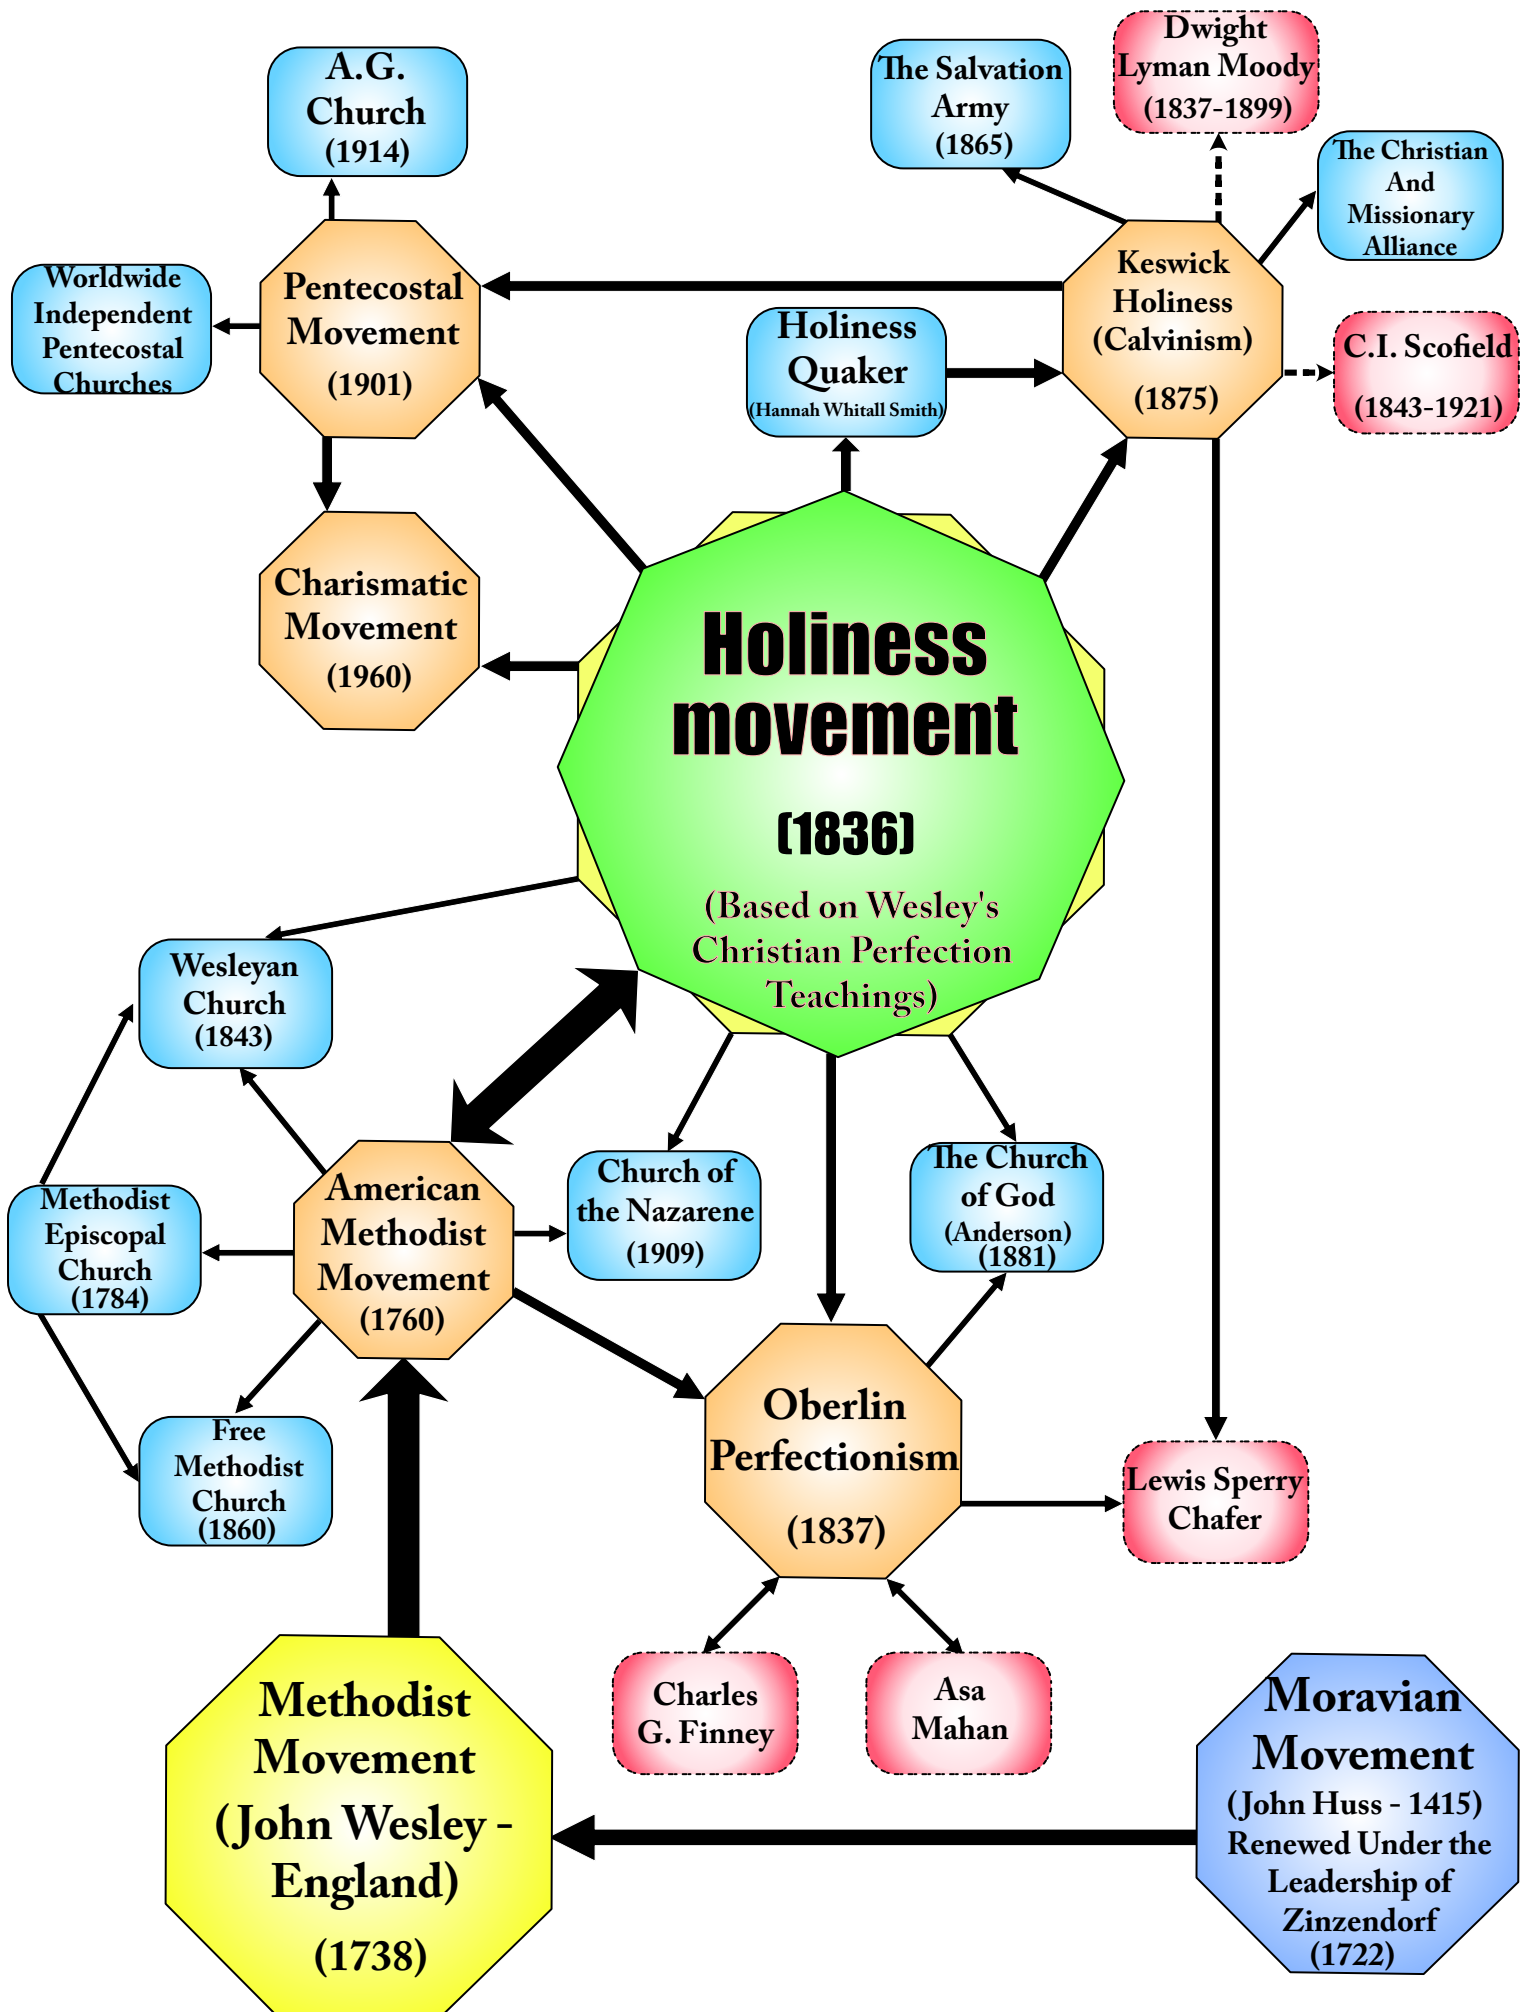 A.G.
Church
(1914)
The Salvation
Army
(1865)
Dwight
Lyman Moody
(1837-1899)
The Christian
And
Missionary
Alliance
Worldwide
Independent
Pentecostal
Churches
Pentecostal
Movement
(1901)
Holiness
Quaker
(Hannah Whitall Smith)
Keswick
Holiness
(Calvinism)
(1875)
C.I. Scofield
(1843-1921)
Charismatic
Movement
(1960)
Holiness
movement
(1836)
(Based on Wesley's
Christian Perfection
Teachings)
Wesleyan
Church
(1843)
Methodist
Episcopal
Church
(1784)
American
Methodist
Movement
(1760)
Church of
the Nazarene
(1909)
The Church
of God
(Anderson)
(1881)
Free
Methodist
Church
(1860)
Oberlin
Perfectionism
(1837)
Lewis Sperry
Chafer
Charles
G. Finney
Asa
Mahan
Methodist
Movement
(John Wesley -
England)
(1738)
Moravian
Movement
(John Huss - 1415)
Renewed Under the
Leadership of
Zinzendorf
(1722)